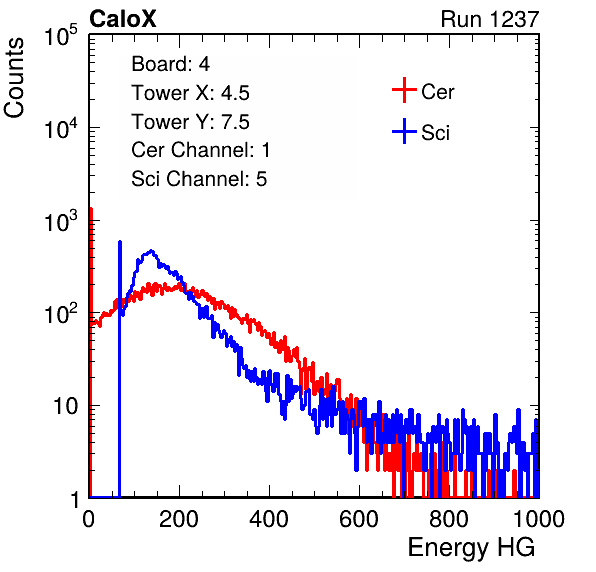 CaloX Run 1237
Counts
10^5
10^4
10^3
10^2
10
1
Board: 4
Tower X: 4.5
Tower Y: 7.5
Cer Channel: 1
Sci Channel: 5
Cer
Sci
0 200 400 600 800 1000
Energy HG